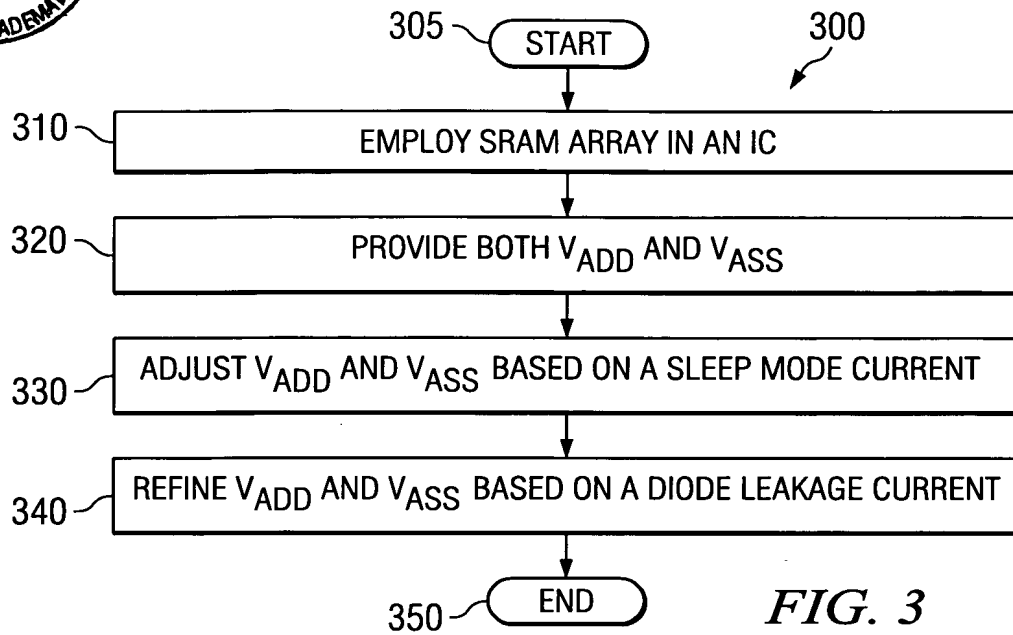 305 START 300
310 EMPLOY SRAM ARRAY IN AN IC
320 PROVIDE BOTH VADD AND VASS
330 ADJUST VADD AND VASS BASED ON A SLEEP MODE CURRENT
340 REFINE VADD AND VASS BASED ON A DIODE LEAKAGE CURRENT
350 END FIG. 3